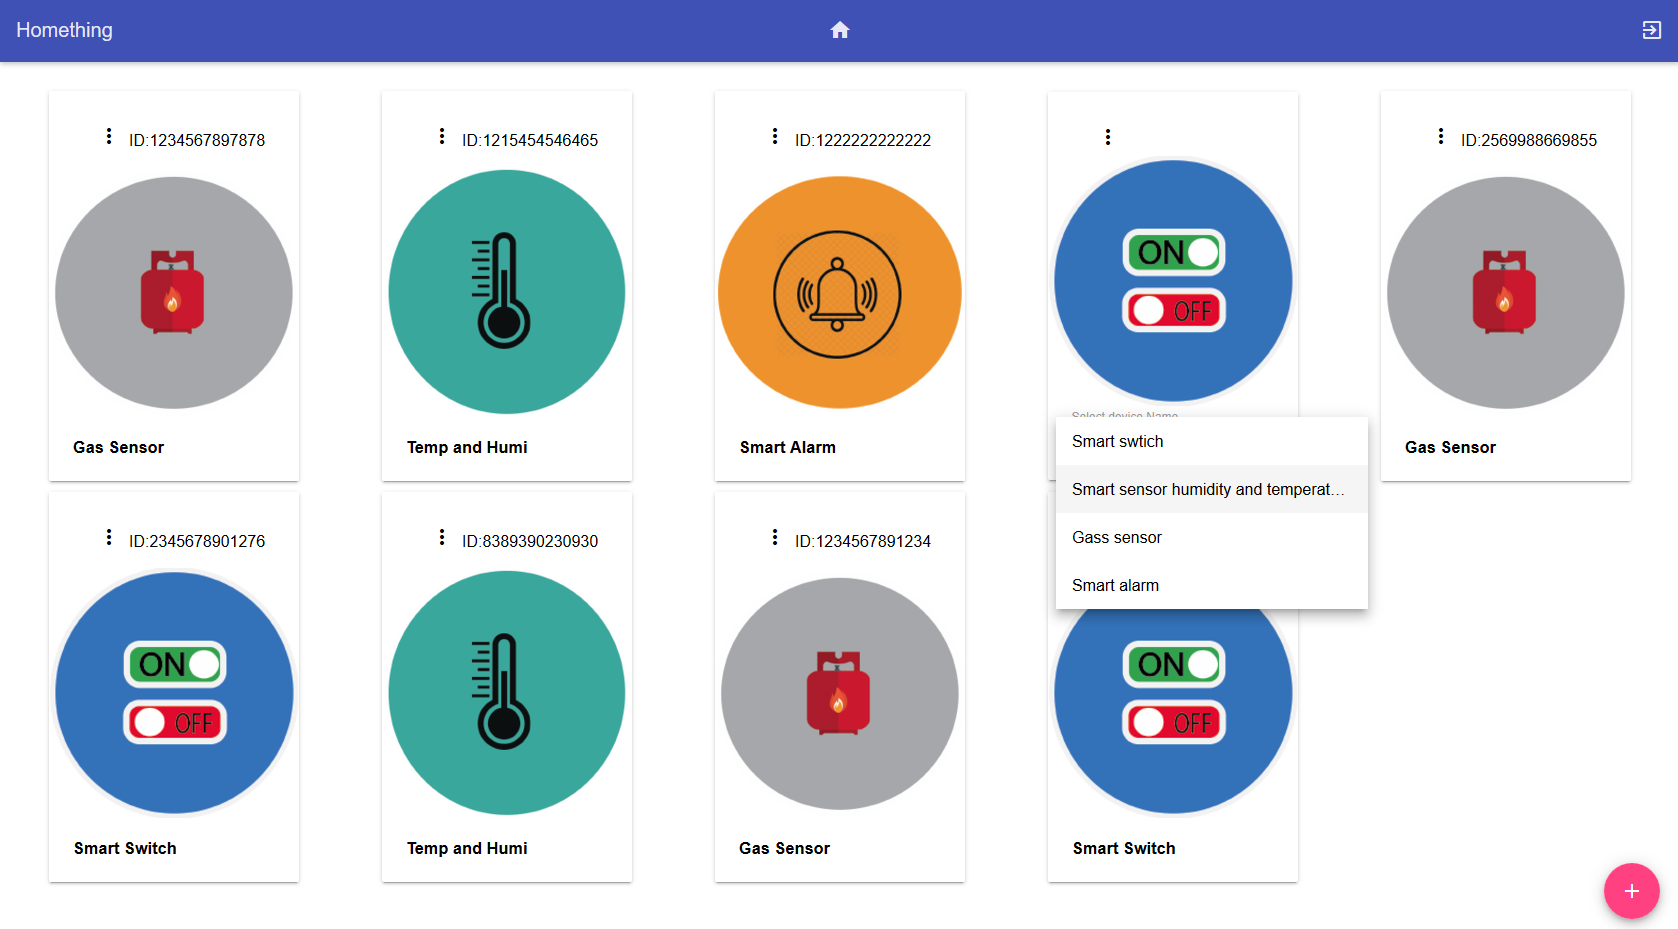 Homething
ID:1234567897878
ID:1215454546465
ID:1222222222222
ID:2569988669855
ON
OFF
Select device Name
Gas Sensor
Temp and Humi
Smart Alarm
Gas Sensor
Smart swtich
Smart sensor humidity and temperat...
Gass sensor
Smart alarm
ID:2345678901276
ID:8389390230930
ID:1234567891234
ON
OFF
ON
OFF
Smart Switch
Temp and Humi
Gas Sensor
Smart Switch